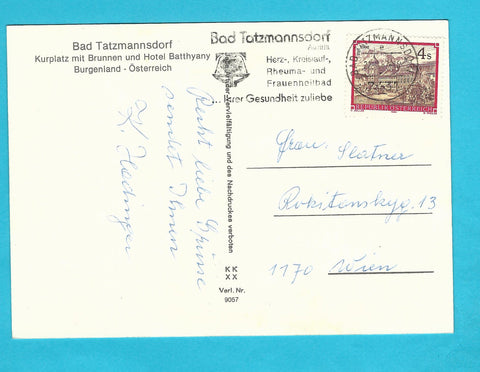 Bad Tatzmannsdorf
Kurplatz mit Brunnen und Hotel Batthyany
Burgenland - Österreich
Bad Tatzmannsdorf
Herz-, Kreislauf-,
Rheuma- und
Frauenheilbad
... Ihrer Gesundheit zuliebe
4 s
REPUBLIK ÖSTERREICH
Recht liebe Grüsse
sendet Ihnen
Vervielfältigung und des Nachdruckes verboten
KK
XX
Verl. Nr.
9057
Frau Slatner
Rokitanskyg. 13
1170 Wien